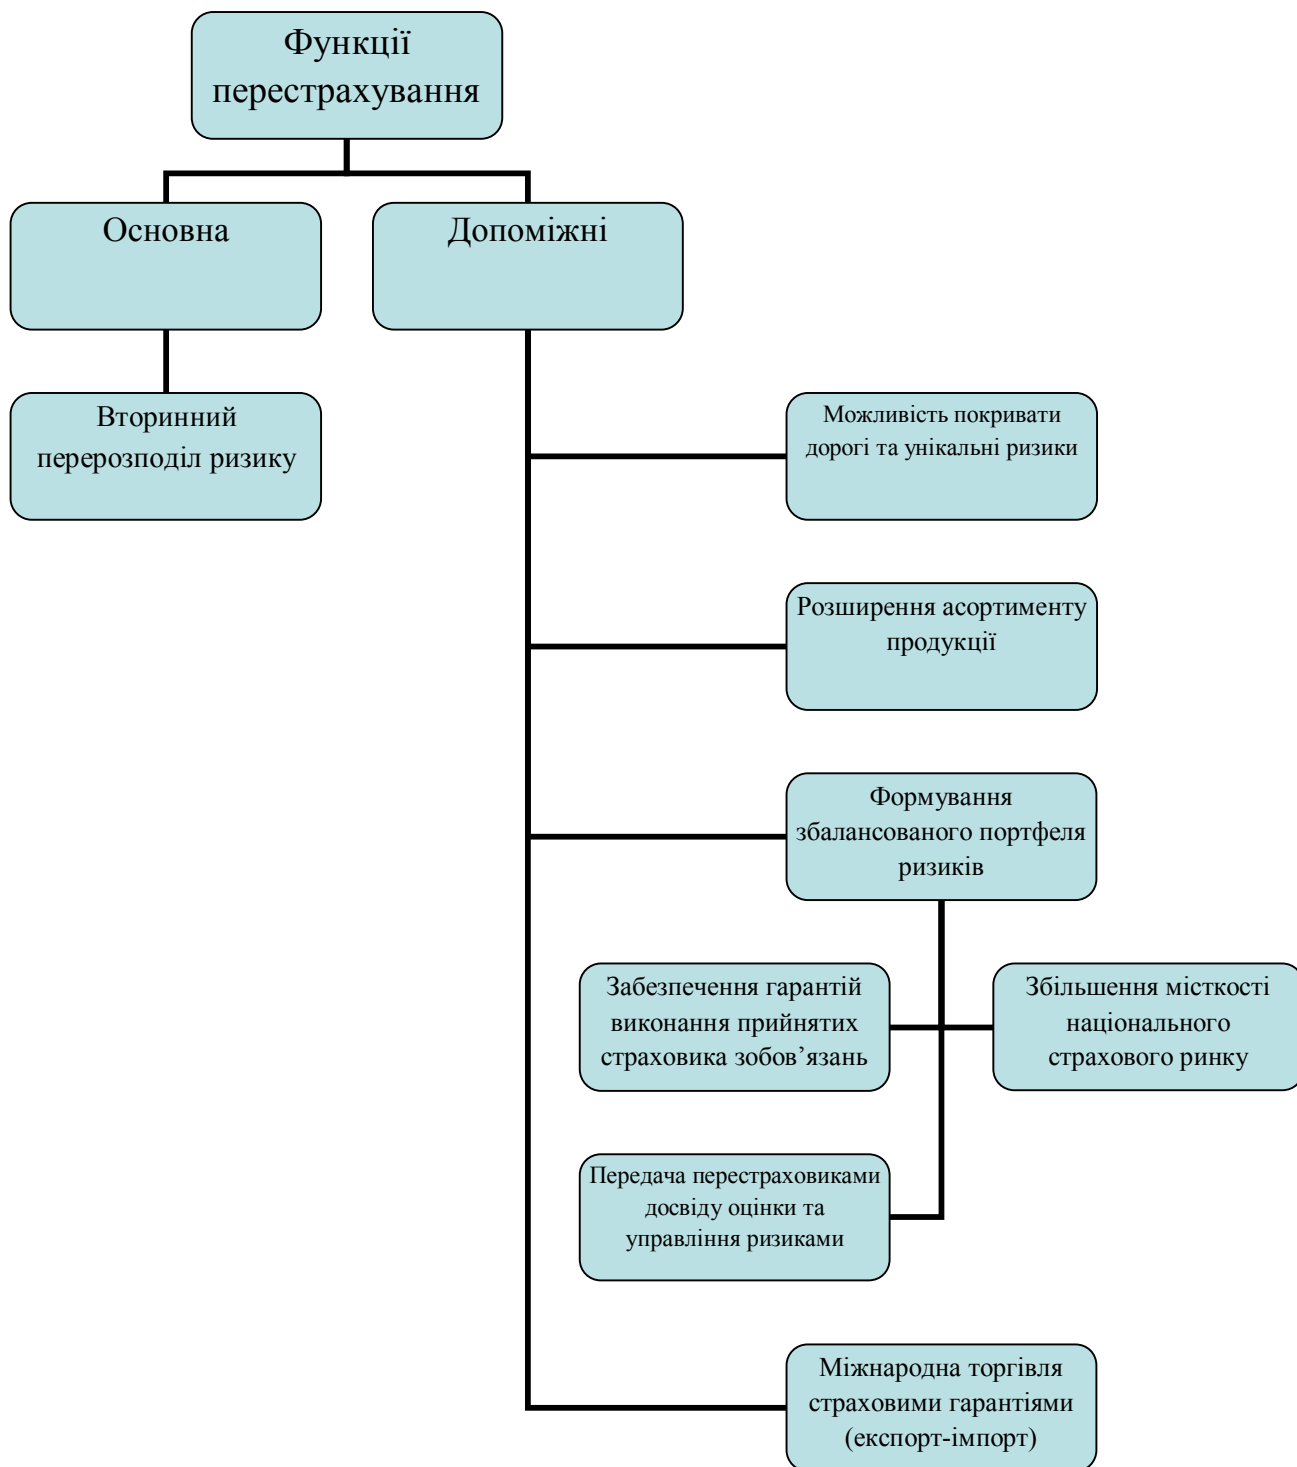 Функції
перестрахування
Основна
Допоміжні
Вторинний
перерозподіл ризику
Можливість покривати
дорогі та унікальні ризики
Розширення асортименту
продукції
Формування
збалансованого портфеля
ризиків
Забезпечення гарантій
виконання прийнятих
страховика зобов’язань
Збільшення місткості
національного
страхового ринку
Передача перестраховиками
досвіду оцінки та
управління ризиками
Міжнародна торгівля
страховими гарантіями
(експорт-імпорт)